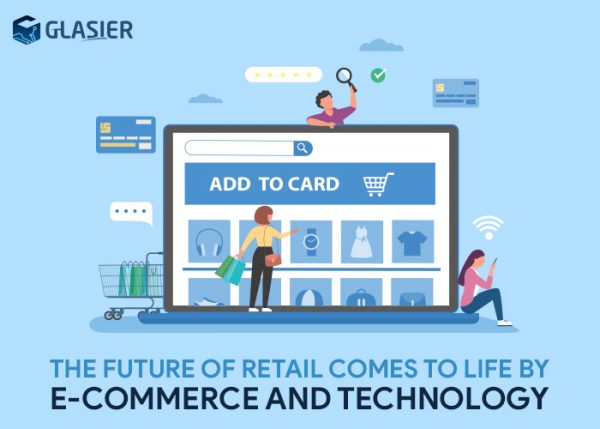 GLASIER
ADD TO CARD
THE FUTURE OF RETAIL COMES TO LIFE BY
E-COMMERCE AND TECHNOLOGY